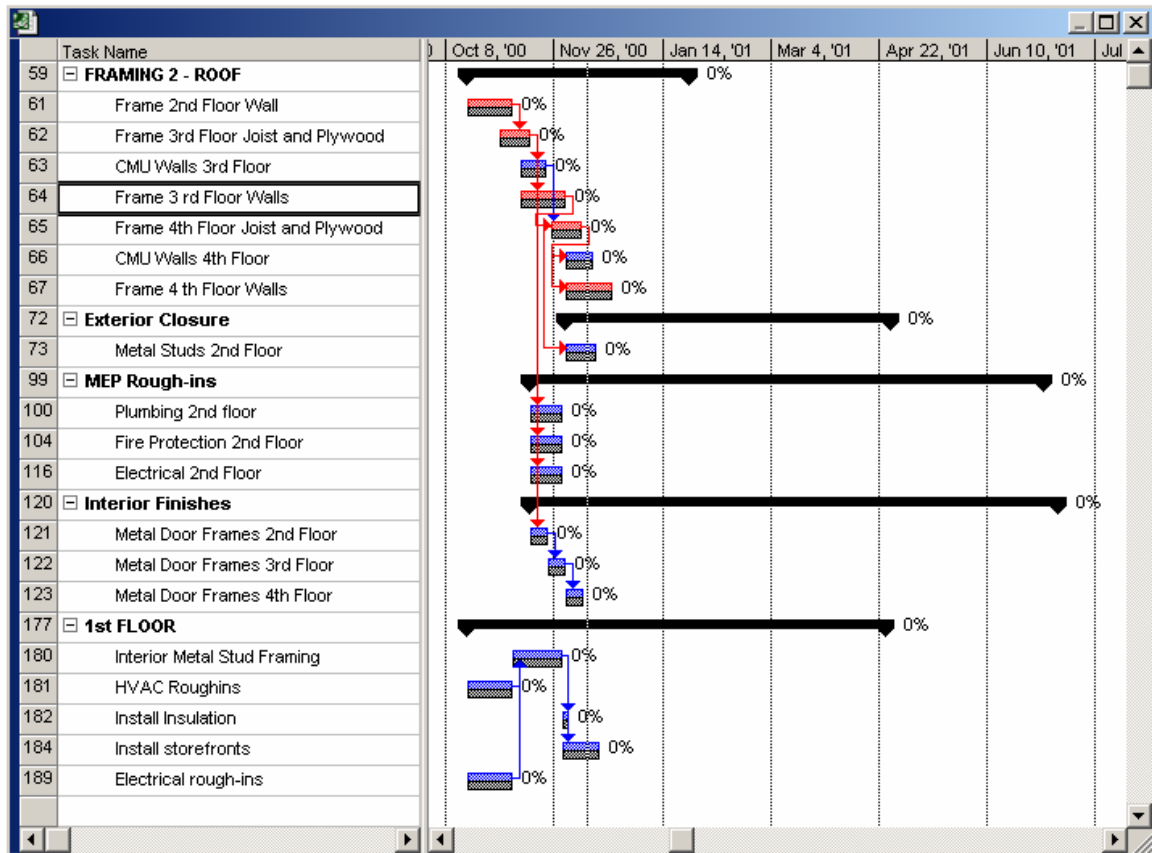 Task Name Oct 8, '00 Nov 26, '00 Jan 14, '01 Mar 4, '01 Apr 22, '01 Jun 10, '01 Jul
59 FRAMING 2 - ROOF 0%
61 Frame 2nd Floor Wall 0%
62 Frame 3rd Floor Joist and Plywood 0%
63 CMU Walls 3rd Floor 0%
64 Frame 3 rd Floor Walls 0%
65 Frame 4th Floor Joist and Plywood 0%
66 CMU Walls 4th Floor 0%
67 Frame 4 th Floor Walls 0%
72 Exterior Closure 0%
73 Metal Studs 2nd Floor 0%
99 MEP Rough-ins 0%
100 Plumbing 2nd floor 0%
104 Fire Protection 2nd Floor 0%
116 Electrical 2nd Floor 0%
120 Interior Finishes 0%
121 Metal Door Frames 2nd Floor 0%
122 Metal Door Frames 3rd Floor 0%
123 Metal Door Frames 4th Floor 0%
177 1st FLOOR 0%
180 Interior Metal Stud Framing 0%
181 HVAC Roughins 0%
182 Install Insulation 0%
184 Install storefronts 0%
189 Electrical rough-ins 0%